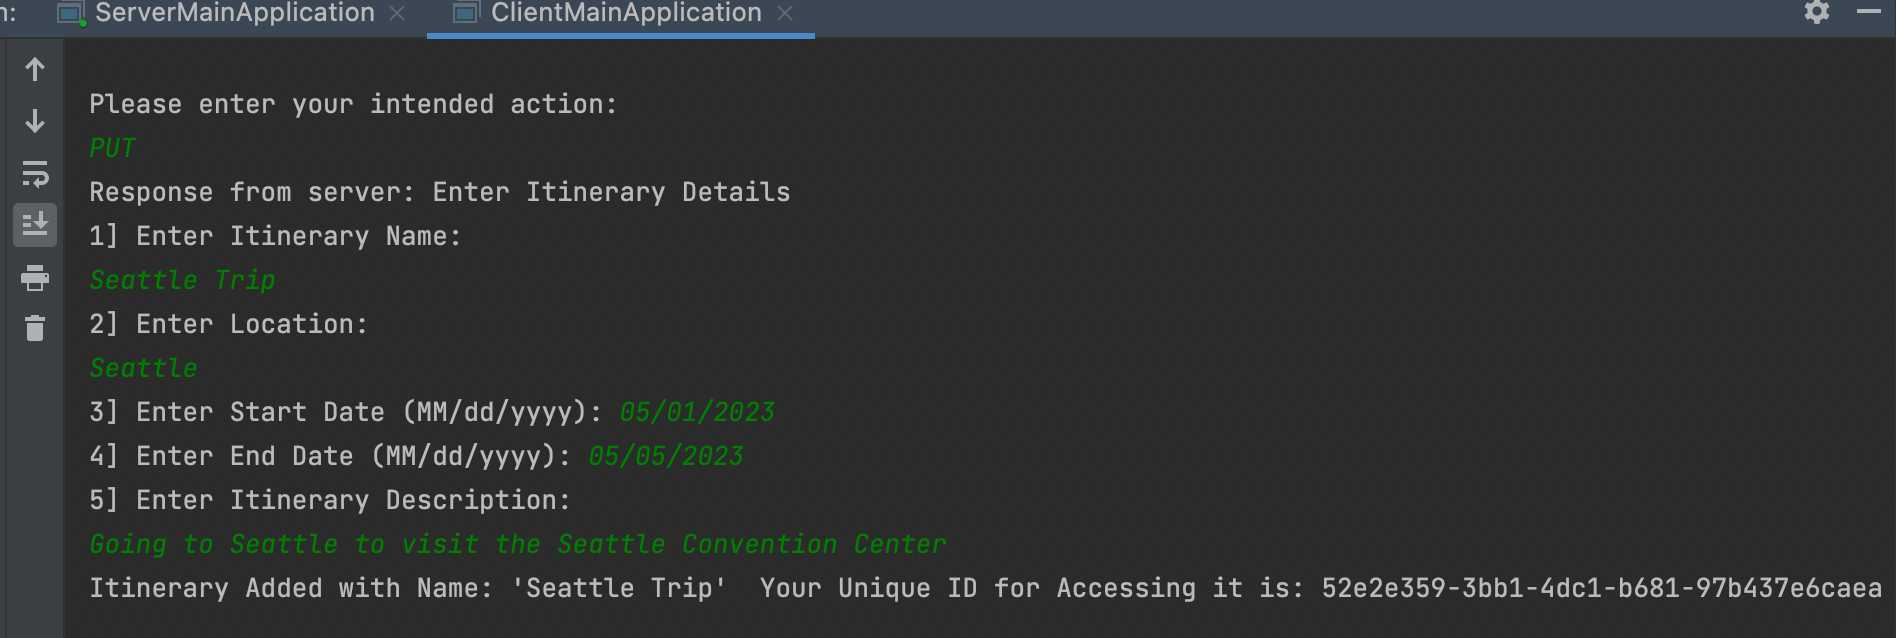 n: ServerMainApplication ClientMainApplication
Please enter your intended action:
PUT
Response from server: Enter Itinerary Details
1] Enter Itinerary Name:
Seattle Trip
2] Enter Location:
Seattle
3] Enter Start Date (MM/dd/yyyy): 05/01/2023
4] Enter End Date (MM/dd/yyyy): 05/05/2023
5] Enter Itinerary Description:
Going to Seattle to visit the Seattle Convention Center
Itinerary Added with Name: 'Seattle Trip'  Your Unique ID for Accessing it is: 52e2e359-3bb1-4dc1-b681-97b437e6caea